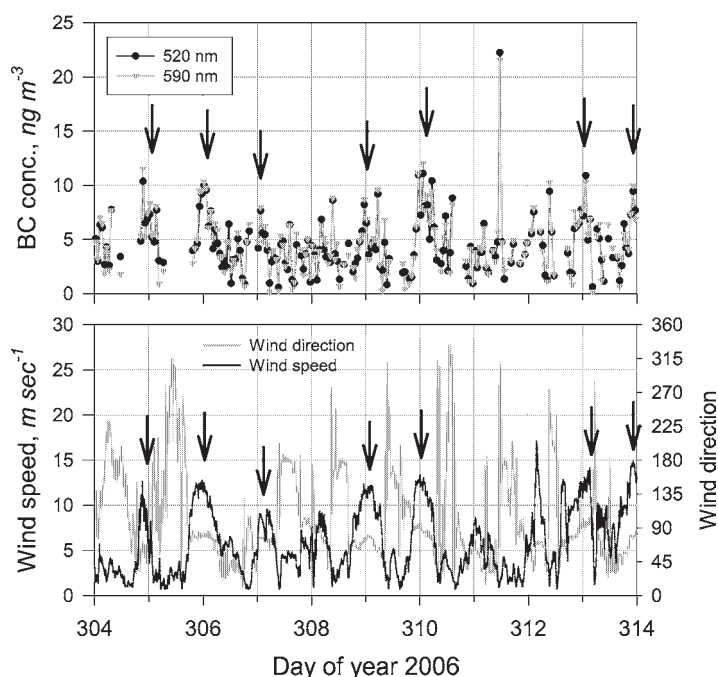 25
20
15
10
5
0
BC conc., ng m-3
520 nm
590 nm
30
25
20
15
10
5
0
Wind speed, m sec-1
Wind direction
Wind speed
360
315
270
225
180
135
90
45
0
Wind direction
304 306 308 310 312 314
Day of year 2006